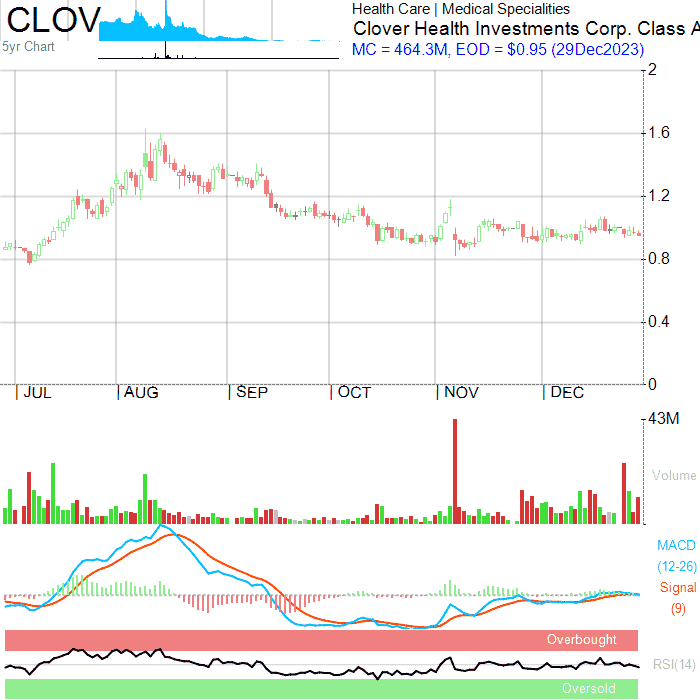 CLOV
5yr Chart
Health Care | Medical Specialities
Clover Health Investments Corp. Class A
MC = 464.3M, EOD = $0.95 (29Dec2023)
2
1.6
1.2
0.8
0.4
0
JUL AUG SEP OCT NOV DEC
43M
Volume
MACD
(12-26)
Signal
(9)
Overbought
RSI(14)
Oversold